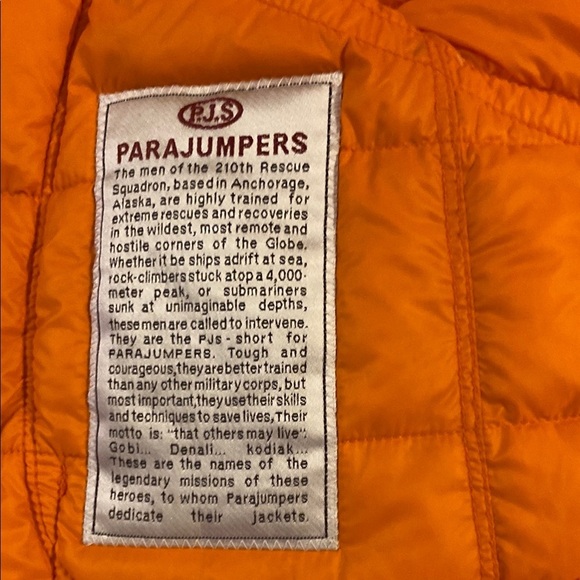 P.J.S
PARAJUMPERS
The men of the 210th Rescue
Squadron, based in Anchorage,
Alaska, are highly trained for
extreme rescues and recoveries
in the wildest, most remote and
hostile corners of the Globe.
Whether it be ships adrift at sea,
rock-climbers stuck atop a 4,000-
meter peak, or submariners
sunk at unimaginable depths,
these men are called to intervene.
They are the PJs - short for
PARAJUMPERS. Tough and
courageous, they are better trained
than any other military corps, but
most important, they use their skills
and techniques to save lives, Their
motto is: "that others may live".
Gobi... Denali... kodiak...
These are the names of the
legendary missions of these
heroes, to whom Parajumpers
dedicate their jackets.